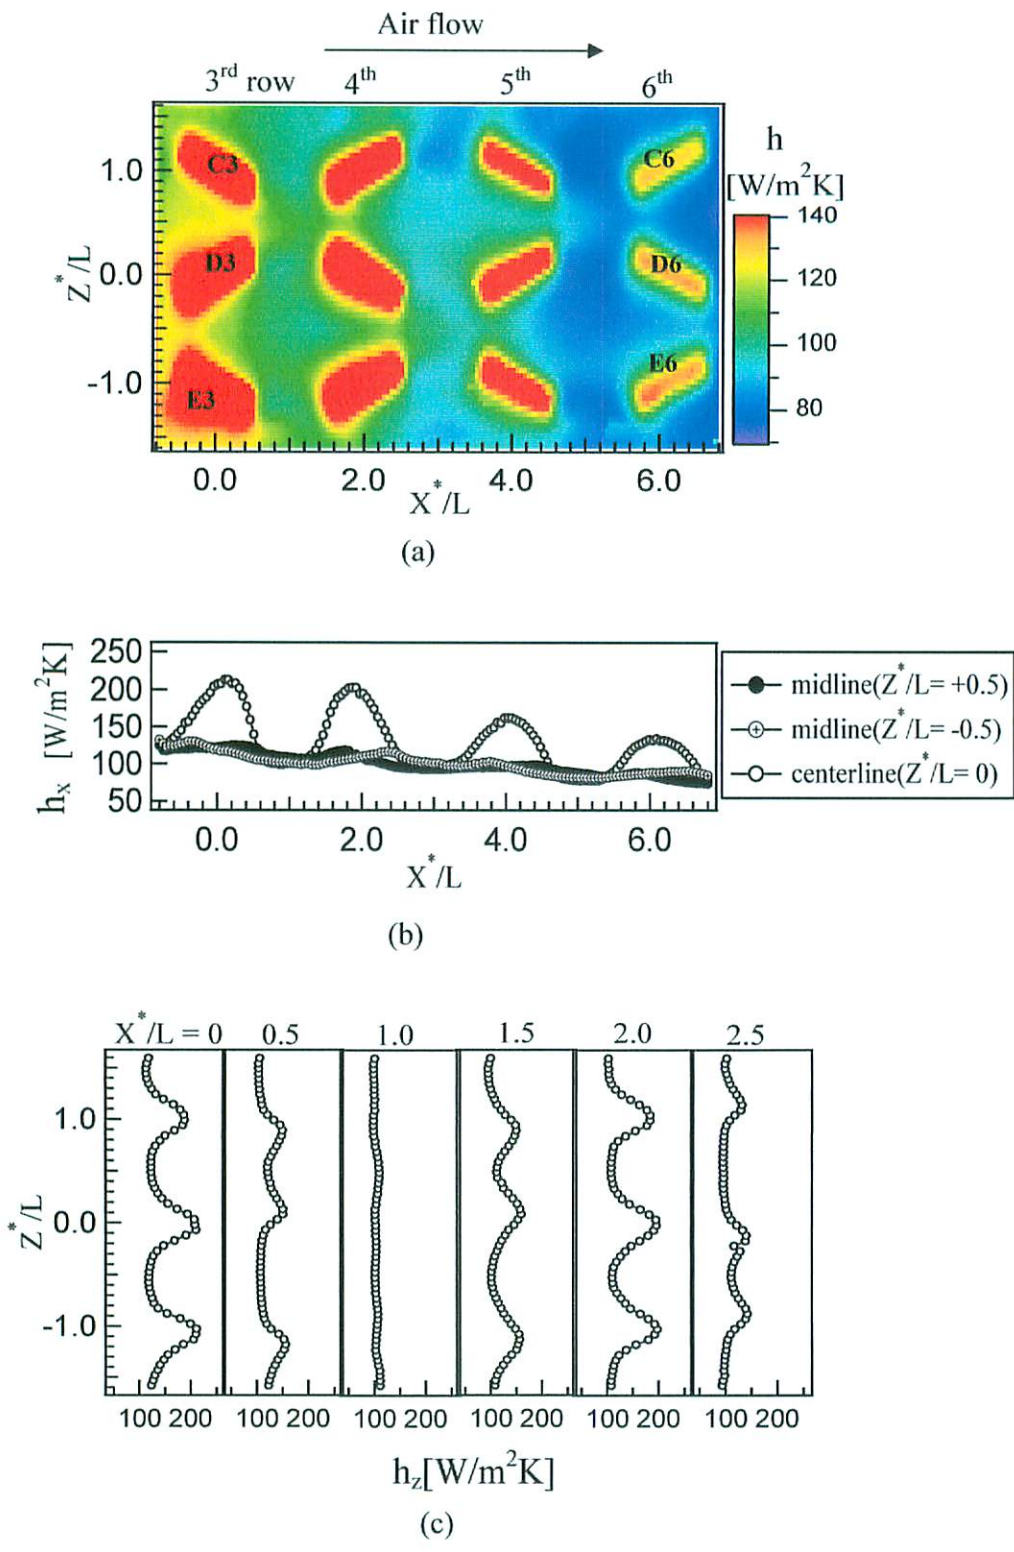 Air flow
3rd row 4th 5th 6th
h
[W/m2K]
C3 C6
D3 D6
E3 E6
1.0
0.0
-1.0
Z*/L
140
120
100
80
0.0 2.0 4.0 6.0
X*/L
(a)
250
200
150
100
50
hx [W/m2K]
midline(Z*/L= +0.5)
midline(Z*/L= -0.5)
centerline(Z*/L= 0)
0.0 2.0 4.0 6.0
X*/L
(b)
X*/L = 0 0.5 1.0 1.5 2.0 2.5
1.0
0.0
-1.0
Z*/L
100 200 100 200 100 200 100 200 100 200 100 200
hz[W/m2K]
(c)